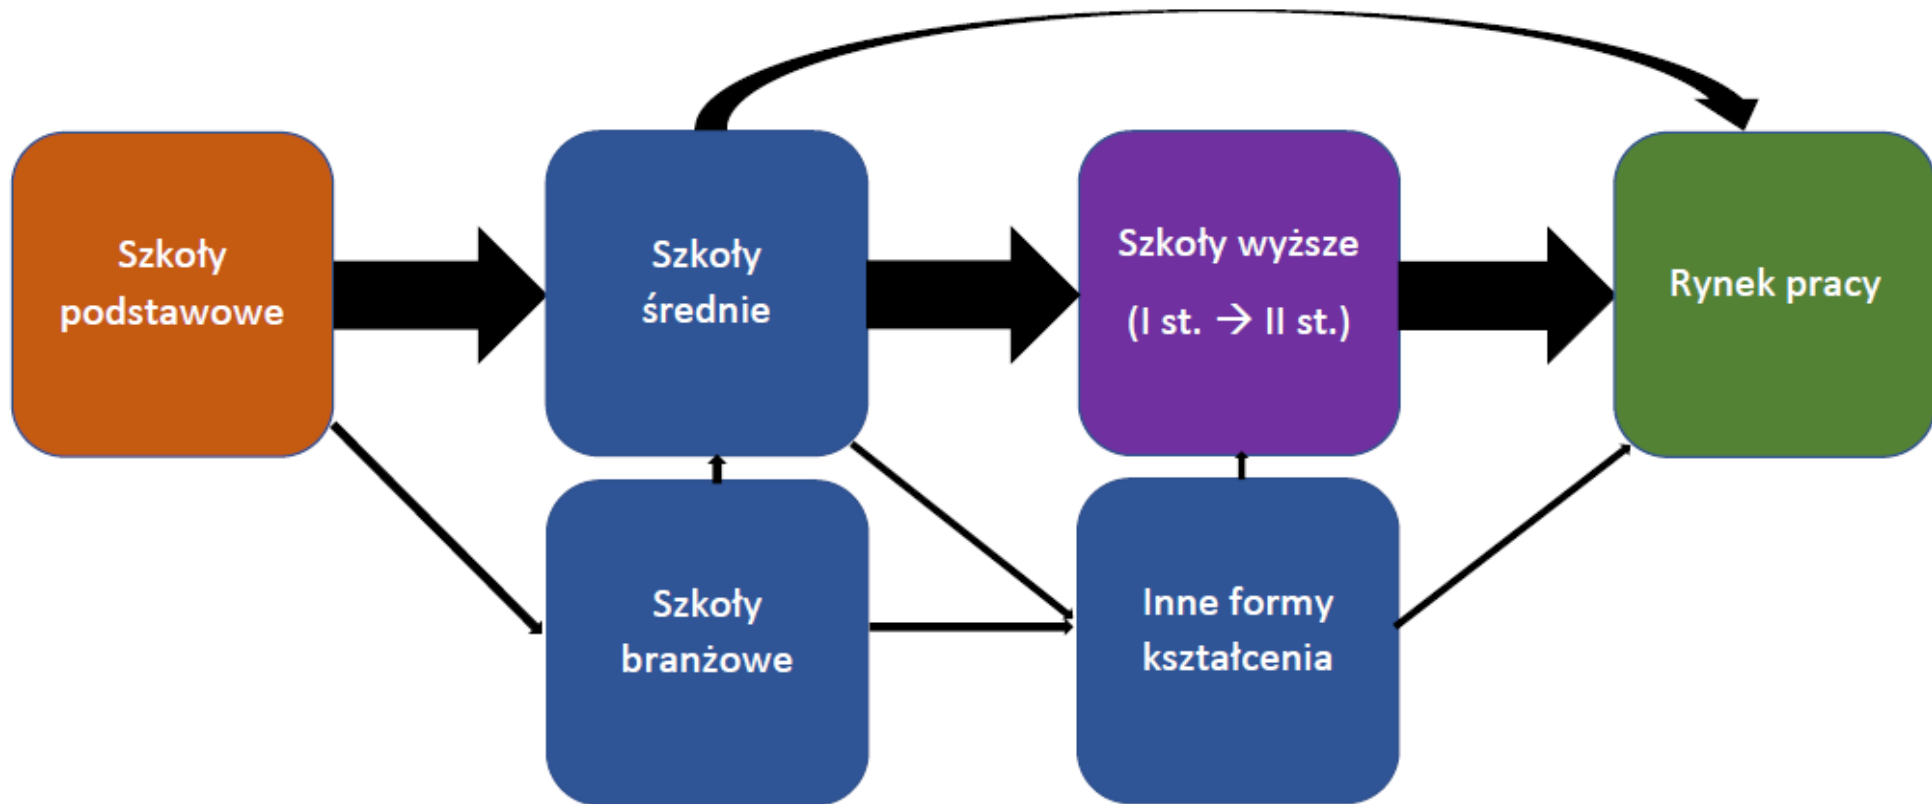 Szkoły
podstawowe
Szkoły
średnie
Szkoły wyższe
(I st. → II st.)
Rynek pracy
Szkoły
branżowe
Inne formy
kształcenia